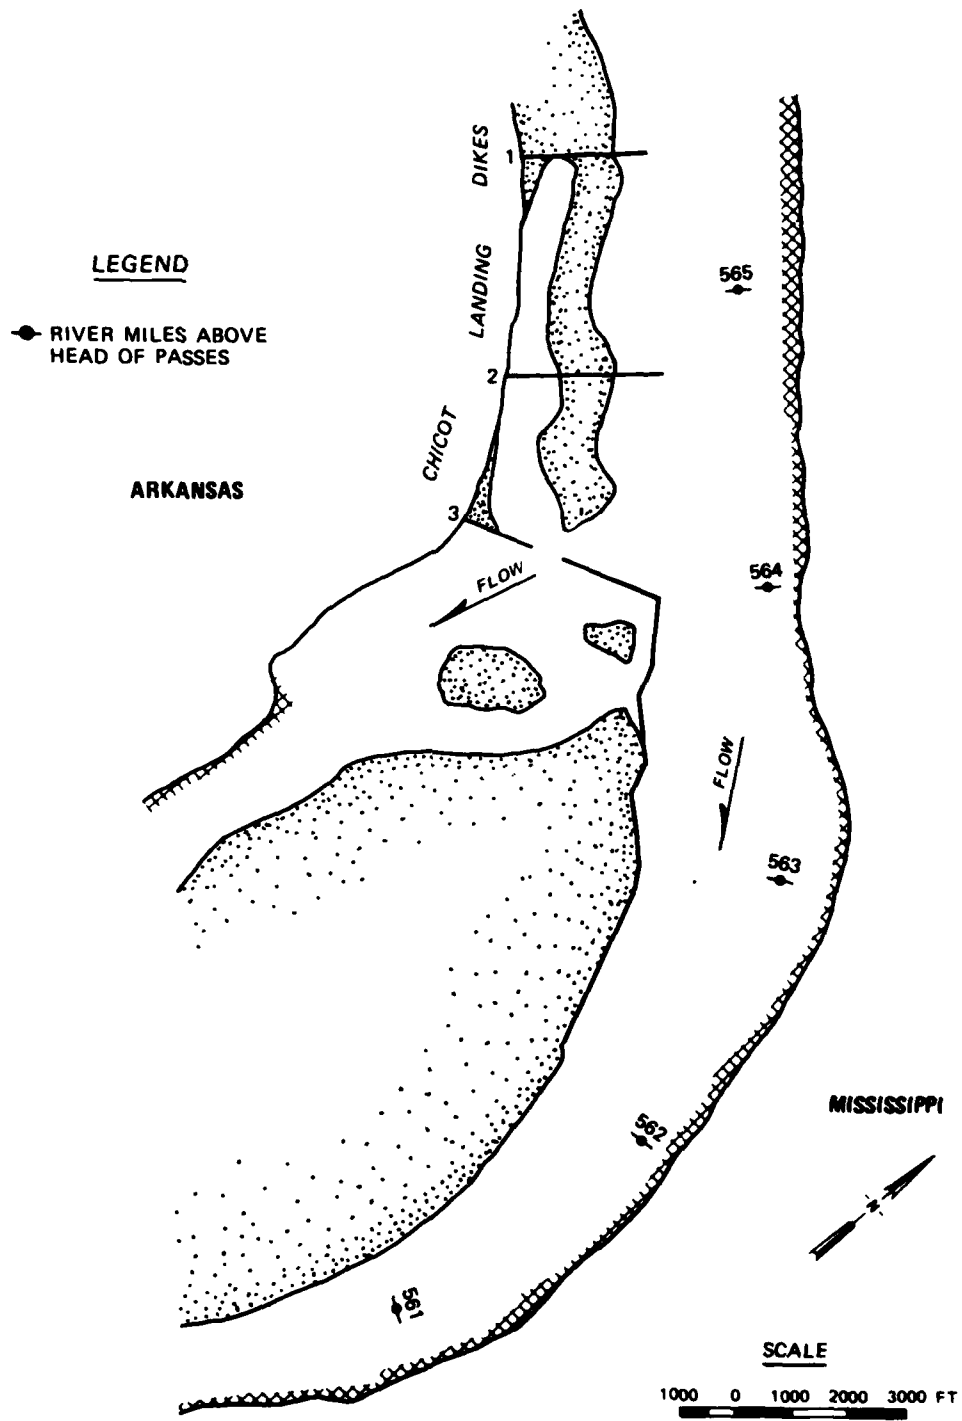 DIKES
1
LANDING
LEGEND
RIVER MILES ABOVE
HEAD OF PASSES
565
2
CHICOT
ARKANSAS
3
FLOW
564
FLOW
563
MISSISSIPPI
562
N
561
SCALE
1000 0 1000 2000 3000 FT